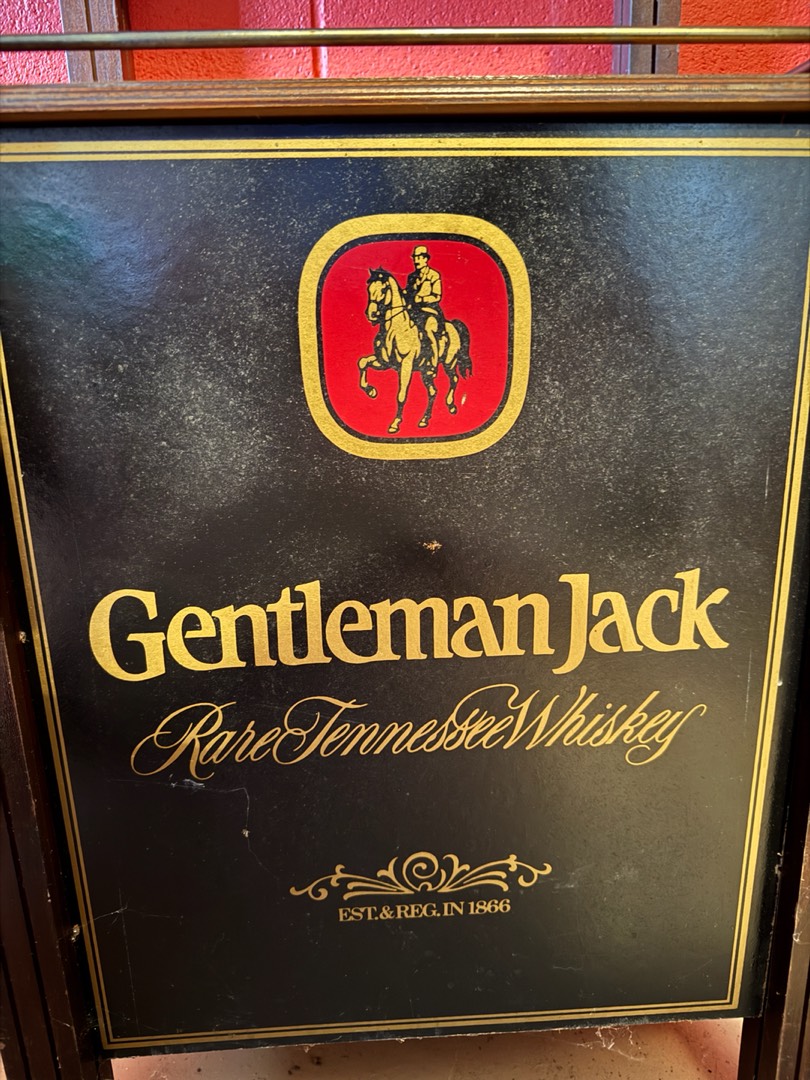 Gentleman Jack
Rare Tennessee Whiskey
EST. & REG. IN 1866